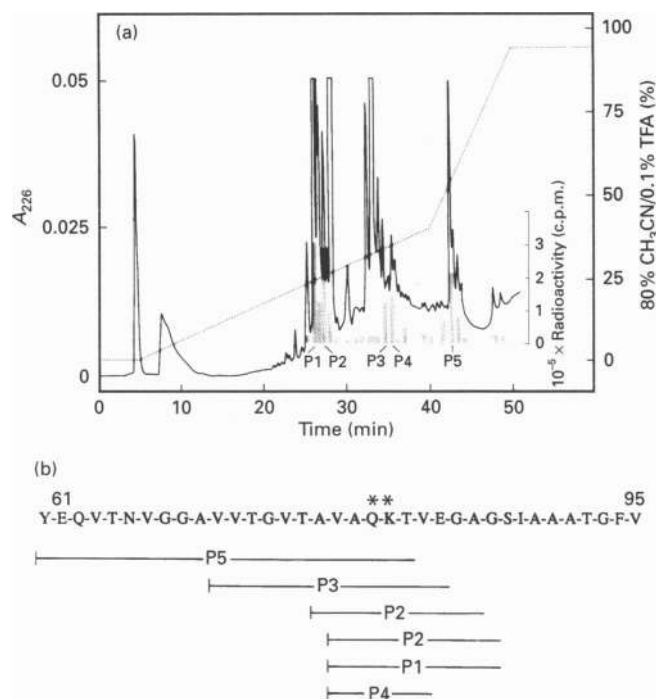 (a)
0.05
0.025
0
A226
100
75
50
25
0
80% CH3CN/0.1% TFA (%)
3
2
1
0
10-5 × Radioactivity (c.p.m.)
P1 P2 P3 P4 P5
0 10 20 30 40 50
Time (min)
(b)
61 ** 95
Y-E-Q-V-T-N-V-G-G-A-V-V-T-G-V-T-A-V-A-Q-K-T-V-E-G-A-G-S-I-A-A-A-T-G-F-V
P5
P3
P2
P2
P1
P4